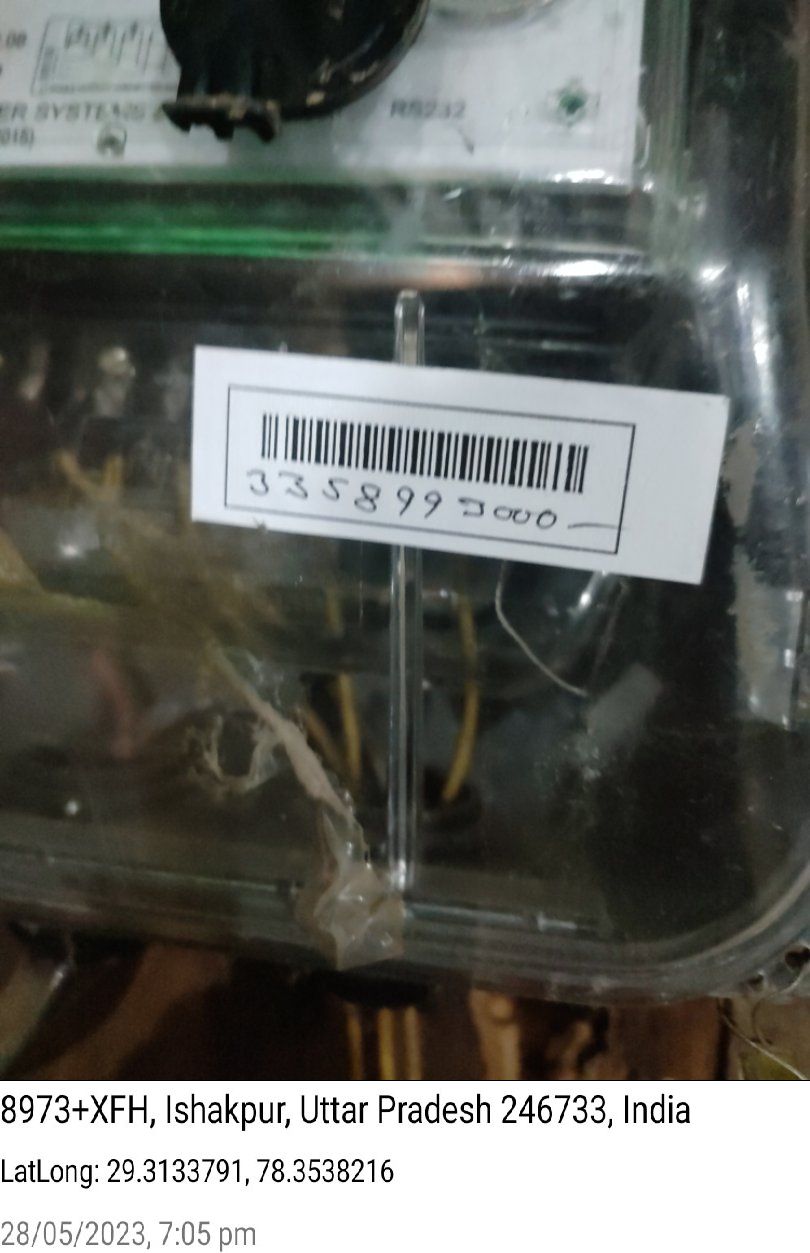 RS232
3358995000
8973+XFH, Ishakpur, Uttar Pradesh 246733, India
LatLong: 29.3133791, 78.3538216
28/05/2023, 7:05 pm